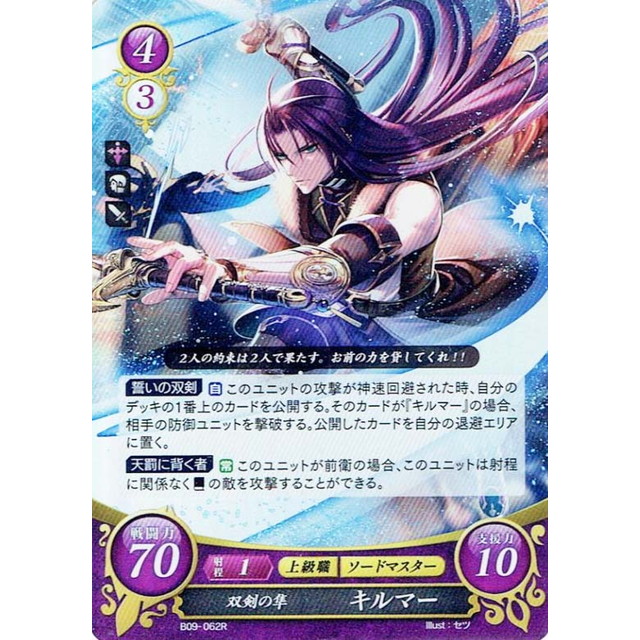 4
3
2人の約束は2人で果たす。お前の力を貸してくれ!!
誓いの双剣 自 このユニットの攻撃が神速回避された時、自分の
デッキの1番上のカードを公開する。そのカードが『キルマー』の場合、
相手の防御ユニットを撃破する。公開したカードを自分の退避エリア
に置く。
天罰に背く者 常 このユニットが前衛の場合、このユニットは射程
に関係なく の敵を攻撃することができる。
戦闘力
70
射程 1
上級職 ソードマスター
支援力
10
双剣の隼 キルマー
B09-062R
Illust:セツ